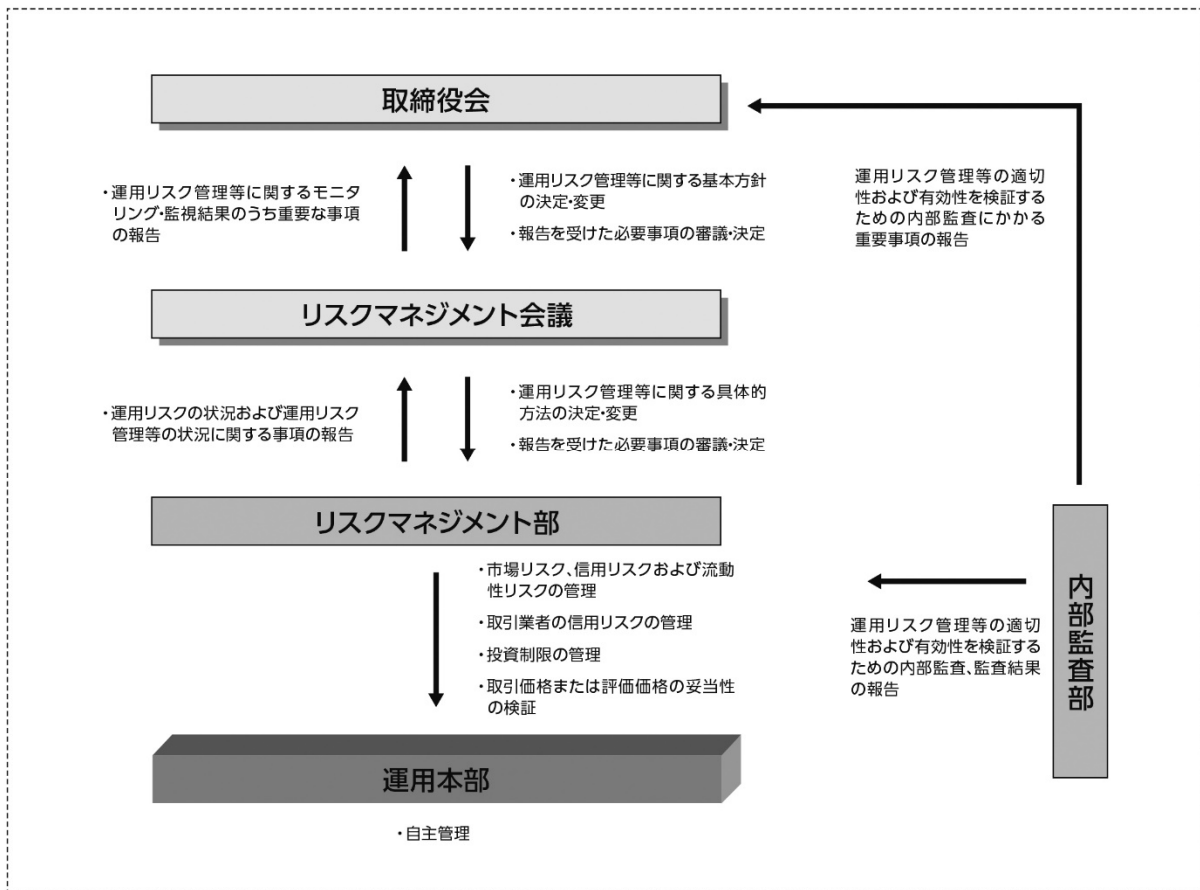 取締役会
・運用リスク管理等に関するモニ
タリング・監視結果のうち重要な事項
の報告
・運用リスク管理等に関する基本方針
の決定・変更
・報告を受けた必要事項の審議・決定
運用リスク管理等の適切
性および有効性を検証する
ための内部監査にかかる
重要事項の報告
リスクマネジメント会議
・運用リスクの状況および運用リスク
管理等の状況に関する事項の報告
・運用リスク管理等に関する具体的
方法の決定・変更
・報告を受けた必要事項の審議・決定
リスクマネジメント部
・市場リスク、信用リスクおよび流動
性リスクの管理
・取引業者の信用リスクの管理
・投資制限の管理
・取引価格または評価価格の妥当性
の検証
運用リスク管理等の適切
性および有効性を検証する
ための内部監査、監査結果
の報告
内部監査部
運用本部
・自主管理